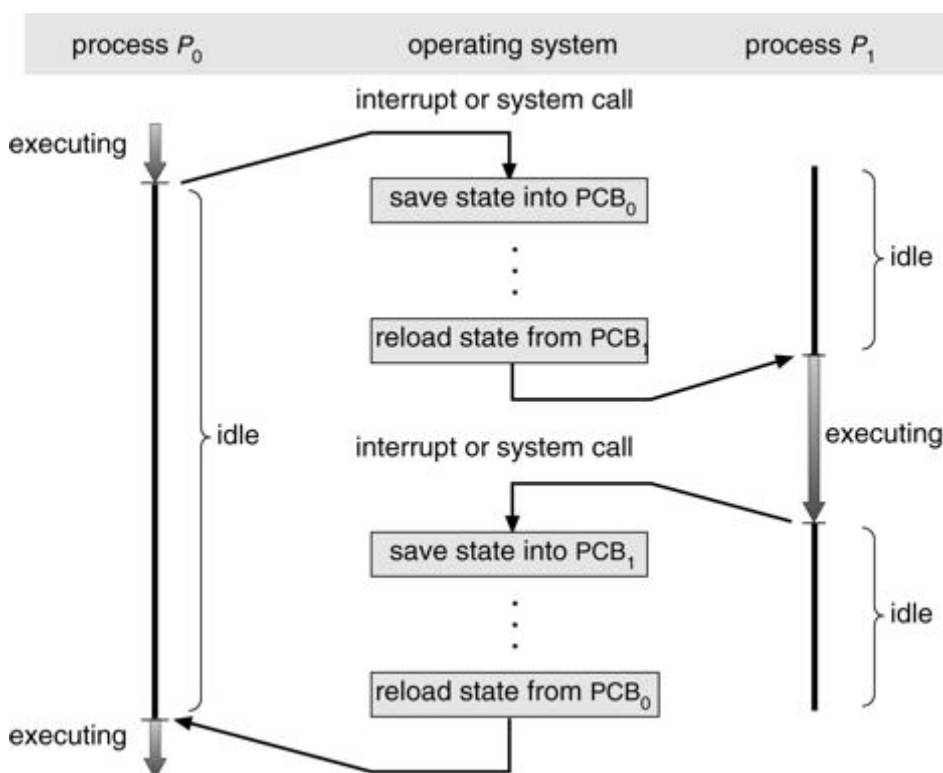 process P₀ operating system process P₁
interrupt or system call
executing
save state into PCB₀
idle
reload state from PCB₁
idle
executing
interrupt or system call
save state into PCB₁
idle
reload state from PCB₀
executing